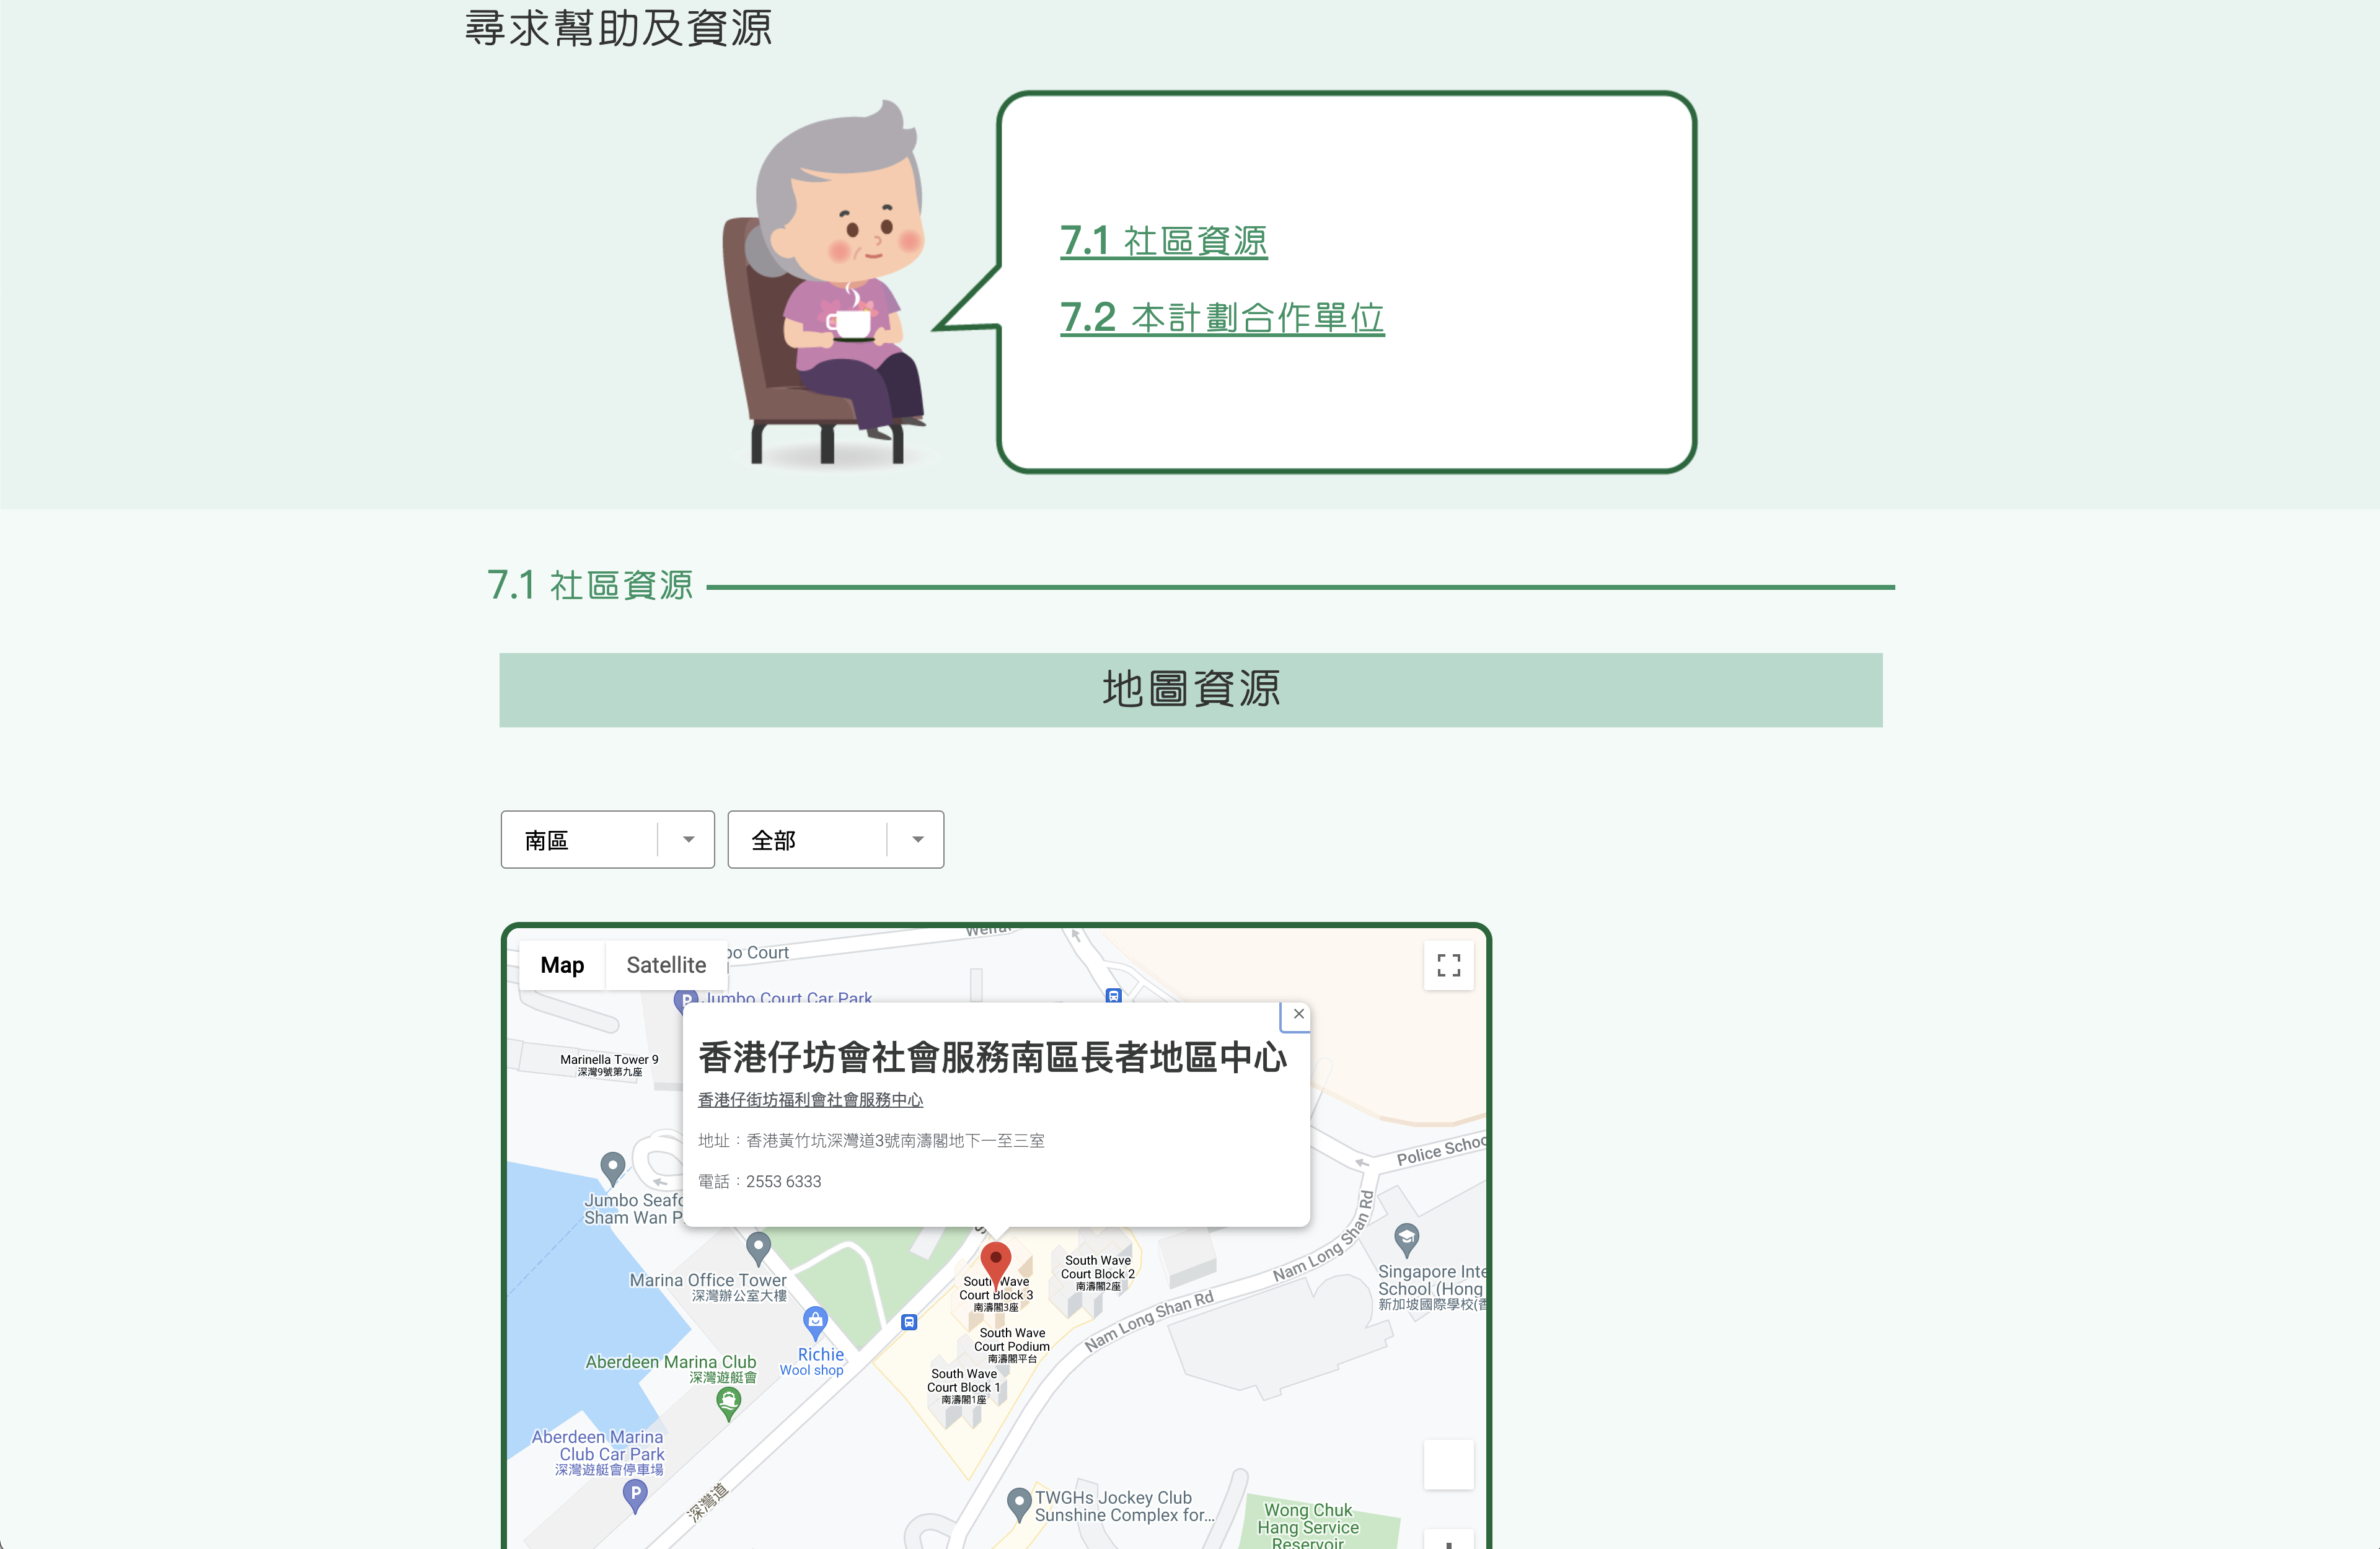 尋求幫助及資源
7.1 社區資源
7.2 本計劃合作單位
7.1 社區資源
地圖資源
南區
全部
Map
Satellite
Court
Jumbo Court Car Park
P
Marinella Tower 9
深灣9號第九座
香港仔坊會社會服務南區長者地區中心
香港仔街坊福利會社會服務中心
地址：香港黃竹坑深灣道3號南濤閣地下一至三室
電話：2553 6333
Police Schoo
Jumbo Seafo
Sham Wan P
Nam Long Shan Rd
Marina Office Tower
深灣辦公室大樓
South Wave
Court Block 3
南濤閣3座
South Wave
Court Block 2
南濤閣2座
Singapore Inte
School (Hong
新加坡國際學校(香
Nam Long Shan Rd
South Wave
Court Podium
南濤閣平台
Richie
Wool shop
Aberdeen Marina Club
深灣遊艇會
South Wave
Court Block 1
南濤閣1座
Aberdeen Marina
Club Car Park
深灣遊艇會停車場
P
深灣道
TWGHs Jockey Club
Sunshine Complex for...
Wong Chuk
Hang Service
Reservoir